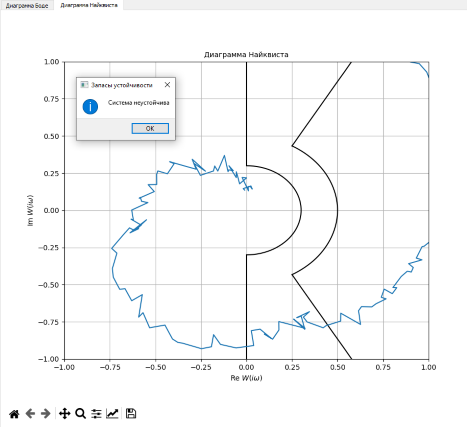 Диаграмма Боде Диаграмма Найквиста
Диаграмма Найквиста
Запасы устойчивости
Система неустойчива
OK
1.00
0.75
0.50
0.25
0.00
−0.25
−0.50
−0.75
−1.00
Im W(iω)
−1.00 −0.75 −0.50 −0.25 0.00 0.25 0.50 0.75 1.00
Re W(iω)